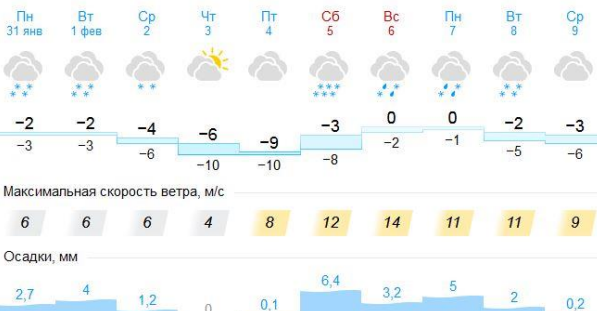 Пн Вт Ср Чт Пт Сб Вс Пн Вт Ср
31 янв 1 фев 2 3 4 5 6 7 8 9
−2 −2 −4 −6 −9 −3 0 0 −2 −3
−3 −3 −6 −10 −10 −8 −2 −1 −5 −6
Максимальная скорость ветра, м/с
6 6 6 4 8 12 14 11 11 9
Осадки, мм
2,7 4 1,2 0 0,1 6,4 3,2 5 2 0,2